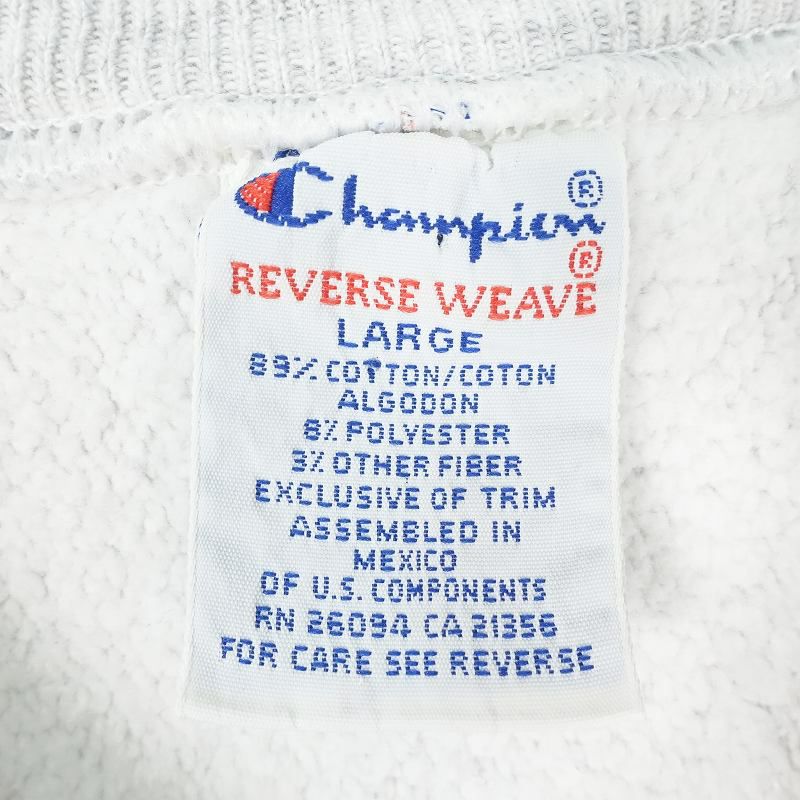 Champion®
REVERSE WEAVE®
LARGE
89% COTTON/COTON
ALGODON
8% POLYESTER
3% OTHER FIBER
EXCLUSIVE OF TRIM
ASSEMBLED IN
MEXICO
OF U.S. COMPONENTS
RN 26094 CA 21356
FOR CARE SEE REVERSE